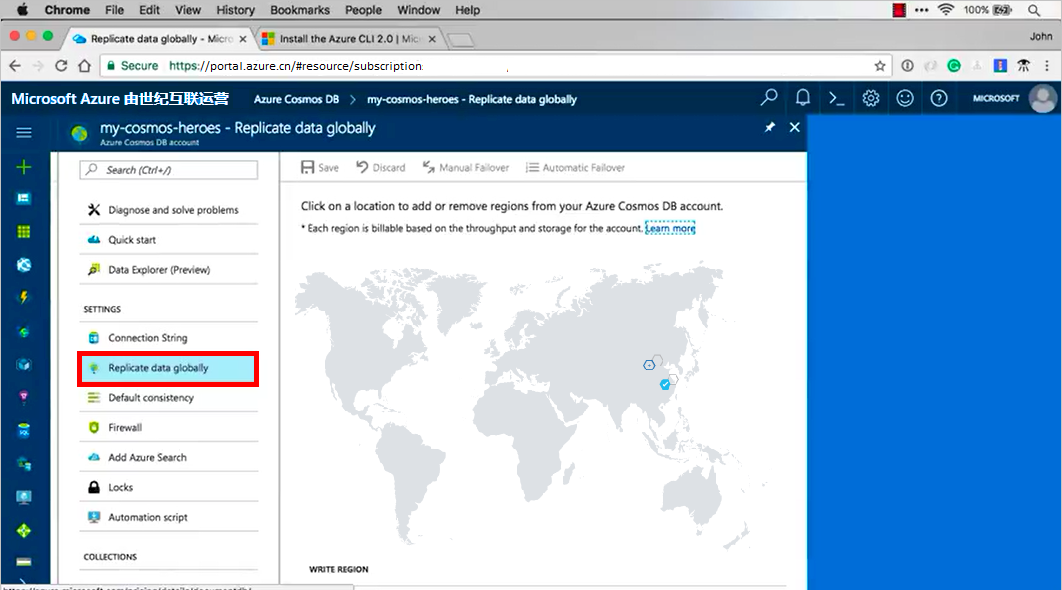 Chrome File Edit View History Bookmarks People Window Help 100%
Replicate data globally - Micro Install the Azure CLI 2.0 | Mic John
Secure https://portal.azure.cn/#resource/subscription
Microsoft Azure 由世纪互联运营 Azure Cosmos DB my-cosmos-heroes - Replicate data globally MICROSOFT
my-cosmos-heroes - Replicate data globally
Azure Cosmos DB account
Search (Ctrl+/)
Save Discard Manual Failover Automatic Failover
Diagnose and solve problems
Quick start
Data Explorer (Preview)
SETTINGS
Connection String
Replicate data globally
Default consistency
Firewall
Add Azure Search
Locks
Automation script
COLLECTIONS
Click on a location to add or remove regions from your Azure Cosmos DB account.
* Each region is billable based on the throughput and storage for the account. Learn more
WRITE REGION